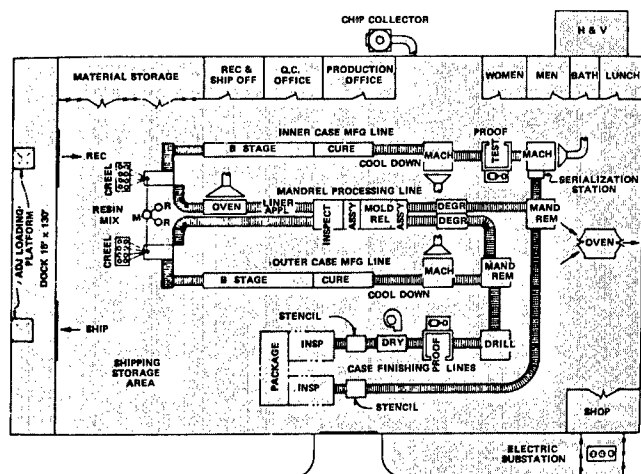 CHIP COLLECTOR
H & V
MATERIAL STORAGE
REC &
SHIP OFF
Q.C.
OFFICE
PRODUCTION
OFFICE
WOMEN
MEN
BATH
LUNCH
INNER CASE MFG LINE
B STAGE
CURE
COOL DOWN
MACH
PROOF
TEST
MACH
SERIALIZATION
STATION
REC
CREEL
RESIN
MIX
R
M
R
CREEL
MANDREL PROCESSING LINE
OVEN
LINER
APPL
INSPECT
ASS'Y
MOLD
REL
ASS'Y
DEGR
DEGR
MAND
REM
OVEN
ADJ LOADING
PLATFORM
DOCK 15' X 130'
OUTER CASE MFG LINE
B STAGE
CURE
COOL DOWN
MACH
MAND
REM
SHIP
SHIPPING
STORAGE
AREA
STENCIL
PACKAGE
INSP
DRY
PROOF
DRILL
CASE FINISHING LINES
INSP
STENCIL
SHOP
ELECTRIC
SUBSTATION